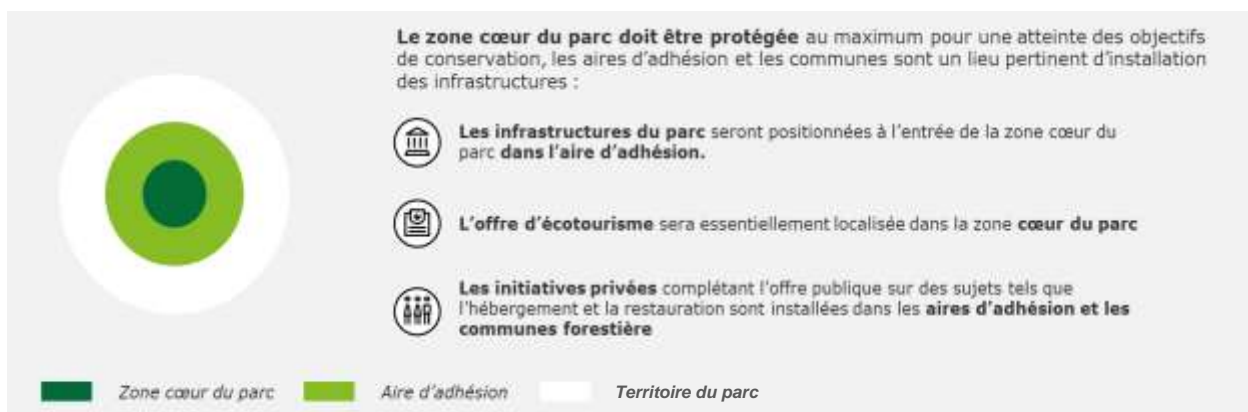 Le zone cœur du parc doit être protégée au maximum pour une atteinte des objectifs
de conservation, les aires d’adhésion et les communes sont un lieu pertinent d’installation
des infrastructures :
Les infrastructures du parc seront positionnées à l’entrée de la zone cœur du
parc dans l’aire d’adhésion.
L’offre d’écotourisme sera essentiellement localisée dans la zone cœur du parc
Les initiatives privées complétant l’offre publique sur des sujets tels que
l’hébergement et la restauration sont installées dans les aires d’adhésion et les
communes forestière
Zone cœur du parc Aire d’adhésion Territoire du parc